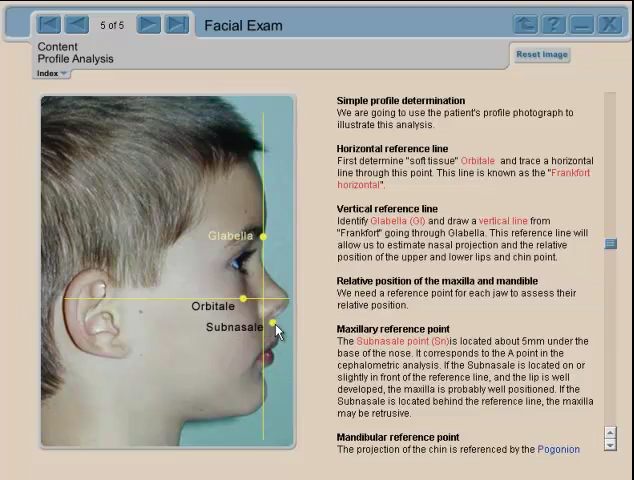 5 of 5
Facial Exam
Content
Profile Analysis
Index
Reset Image
Glabella
Orbitale
Subnasale
Simple profile determination
We are going to use the patient's profile photograph to
illustrate this analysis.
Horizontal reference line
First determine "soft tissue" Orbitale and trace a horizontal
line through this point. This line is known as the "Frankfort
horizontal".
Vertical reference line
Identify Glabella (Gl) and draw a vertical line from
"Frankfort" going through Glabella. This reference line will
allow us to estimate nasal projection and the relative
position of the upper and lower lips and chin point.
Relative position of the maxilla and mandible
We need a reference point for each jaw to assess their
relative position.
Maxillary reference point
The Subnasale point (Sn)is located about 5mm under the
base of the nose. It corresponds to the A point in the
cephalometric analysis. If the Subnasale is located on or
slightly in front of the reference line, and the lip is well
developed, the maxilla is probably well positioned. If the
Subnasale is located behind the reference line, the maxilla
may be retrusive.
Mandibular reference point
The projection of the chin is referenced by the Pogonion